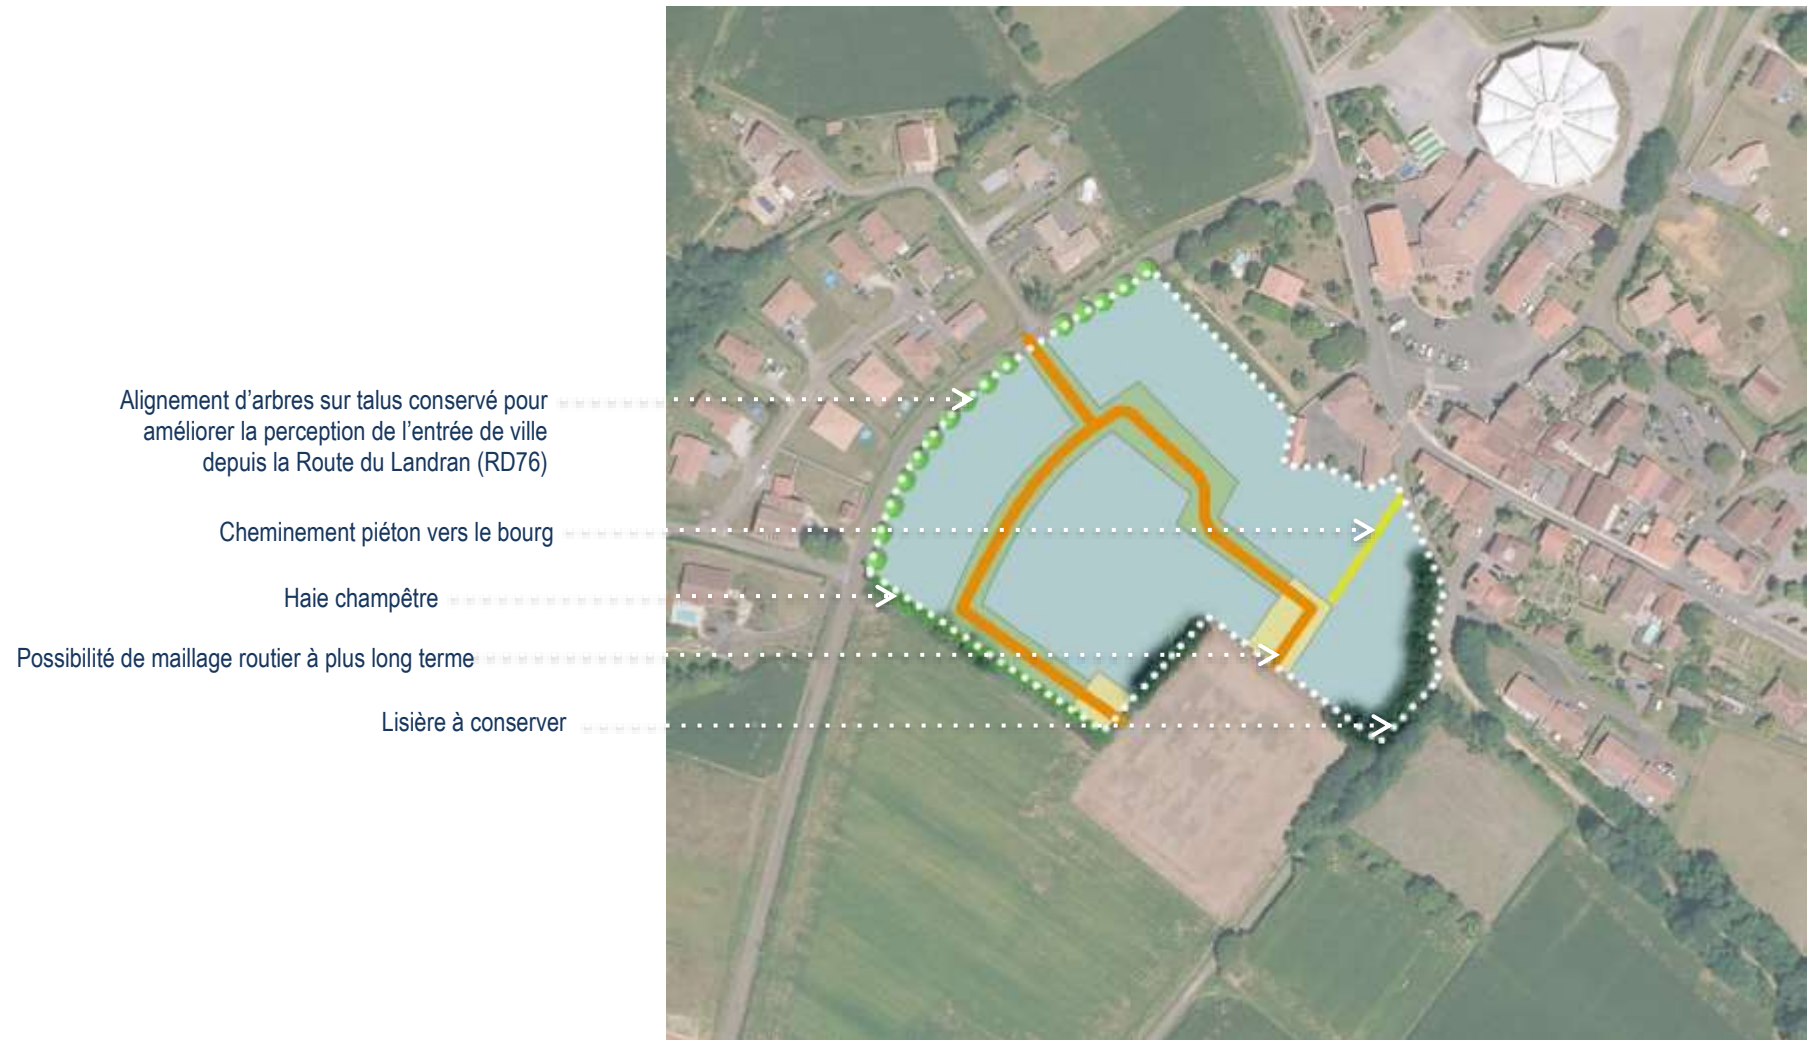 Alignement d’arbres sur talus conservé pour
améliorer la perception de l’entrée de ville
depuis la Route du Landran (RD76)
Cheminement piéton vers le bourg
Haie champêtre
Possibilité de maillage routier à plus long terme
Lisière à conserver